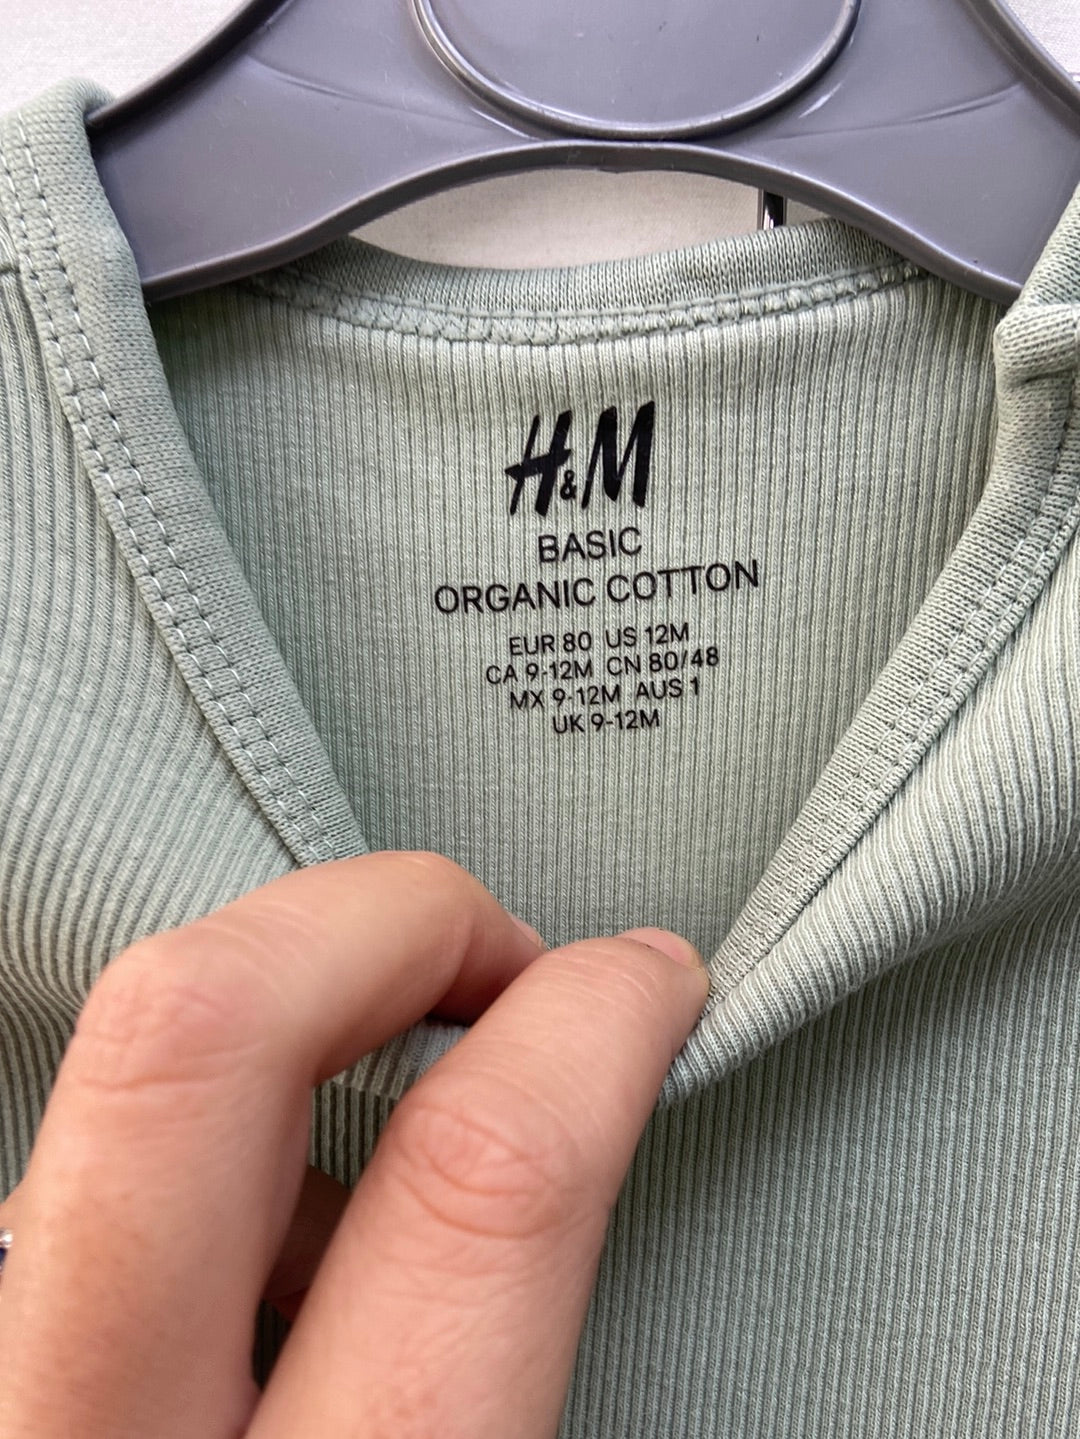 H&M
BASIC
ORGANIC COTTON
EUR 80 US 12M
CA 9-12M CN 80/48
MX 9-12M AUS 1
UK 9-12M